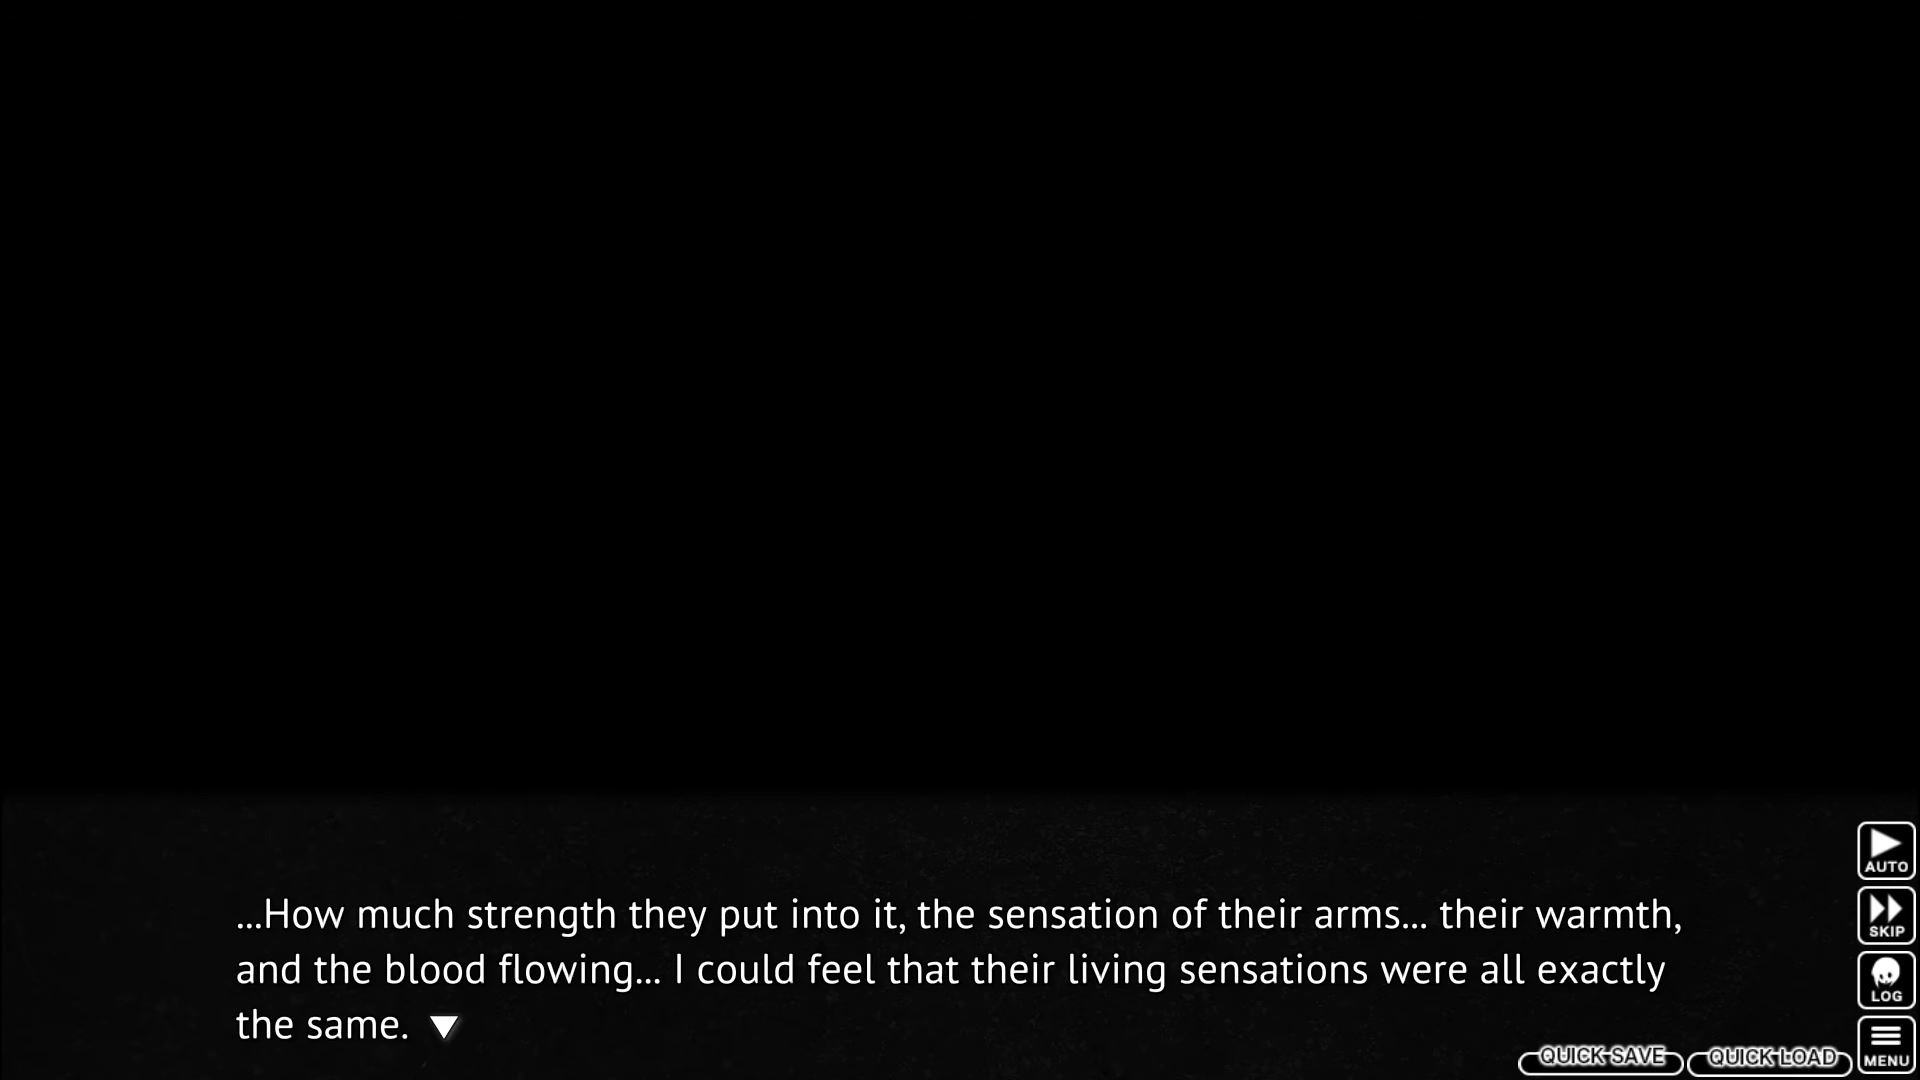 ...How much strength they put into it, the sensation of their arms... their warmth,
and the blood flowing... I could feel that their living sensations were all exactly
the same.
AUTO
SKIP
LOG
MENU
QUICK SAVE
QUICK LOAD